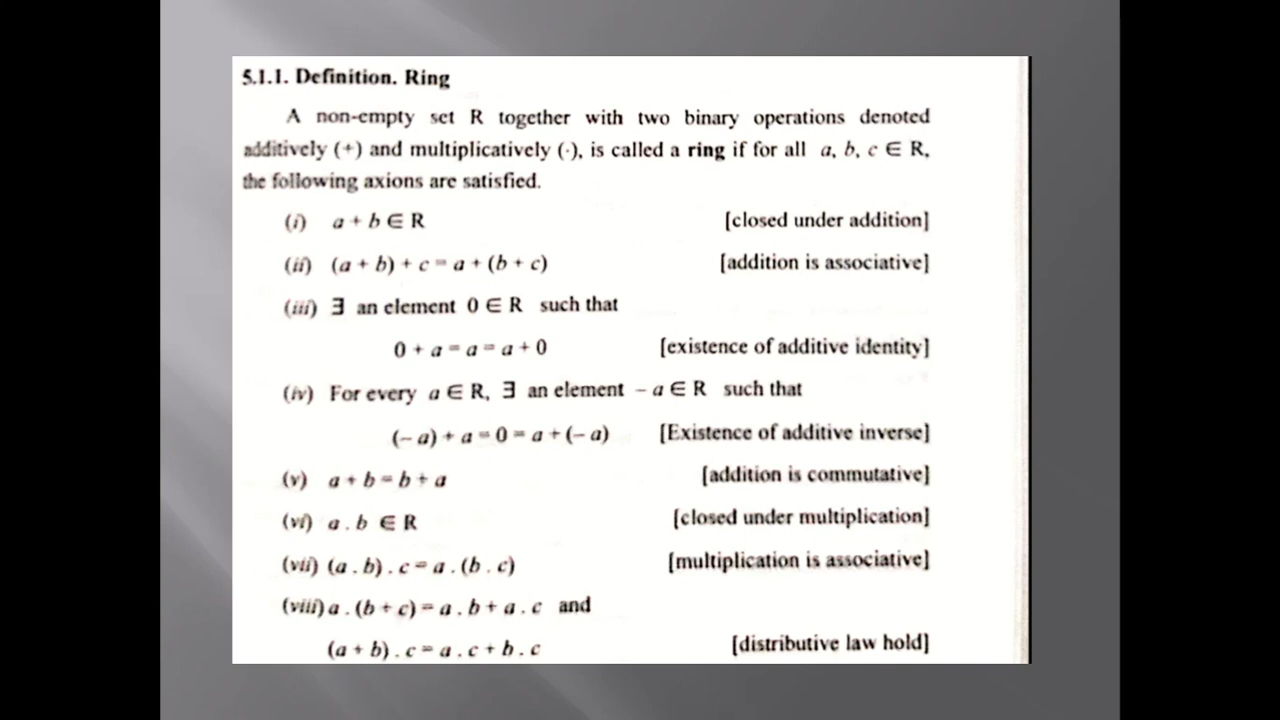 5.1.1. Definition. Ring
A non-empty set R together with two binary operations denoted
additively (+) and multiplicatively (·), is called a ring if for all a, b, c ∈ R,
the following axions are satisfied.
(i) a + b ∈ R [closed under addition]
(ii) (a + b) + c = a + (b + c) [addition is associative]
(iii) ∃ an element 0 ∈ R such that
0 + a = a = a + 0 [existence of additive identity]
(iv) For every a ∈ R, ∃ an element – a ∈ R such that
(– a) + a = 0 = a + (– a) [Existence of additive inverse]
(v) a + b = b + a [addition is commutative]
(vi) a . b ∈ R [closed under multiplication]
(vii) (a . b) . c = a . (b . c) [multiplication is associative]
(viii) a . (b + c) = a . b + a . c and
(a + b) . c = a . c + b . c [distributive law hold]